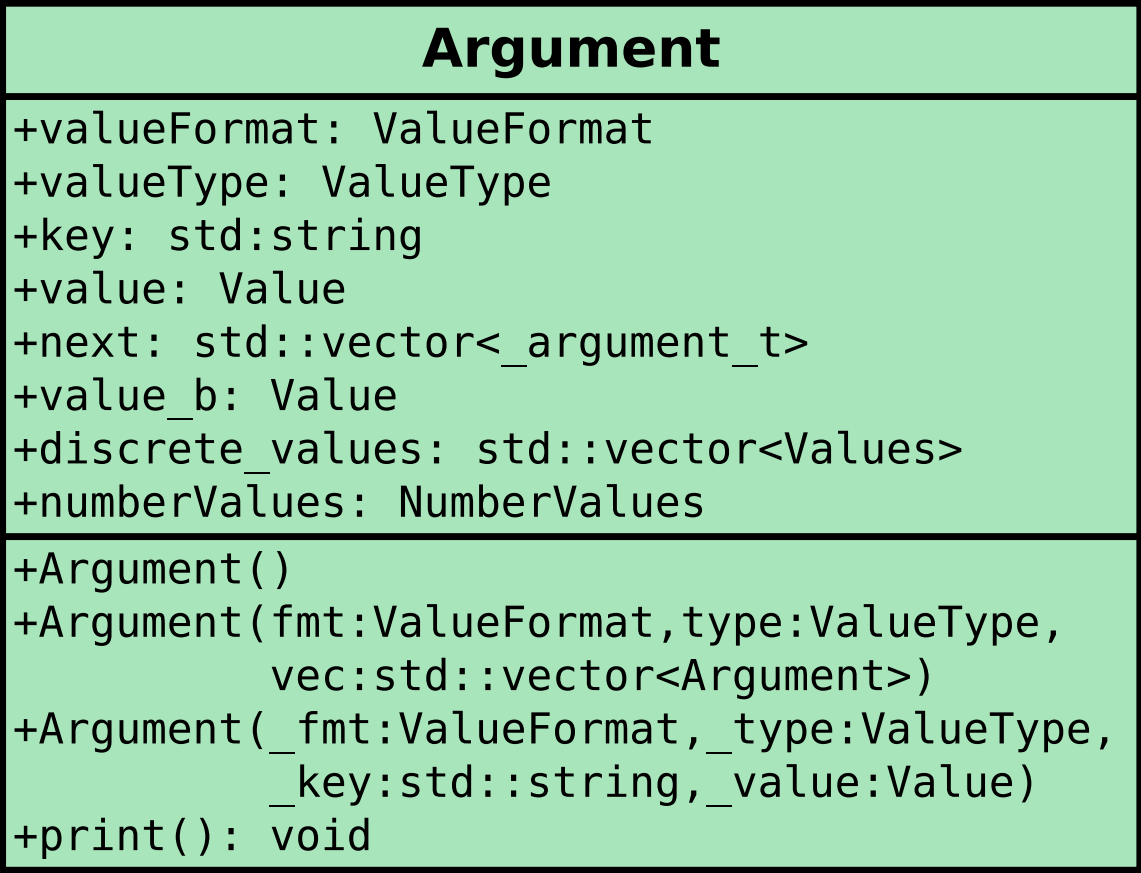 Argument
+valueFormat: ValueFormat
+valueType: ValueType
+key: std:string
+value: Value
+next: std::vector<_argument_t>
+value_b: Value
+discrete_values: std::vector<Values>
+numberValues: NumberValues
+Argument()
+Argument(fmt:ValueFormat,type:ValueType,
vec:std::vector<Argument>)
+Argument(_fmt:ValueFormat,_type:ValueType,
_key:std::string,_value:Value)
+print(): void